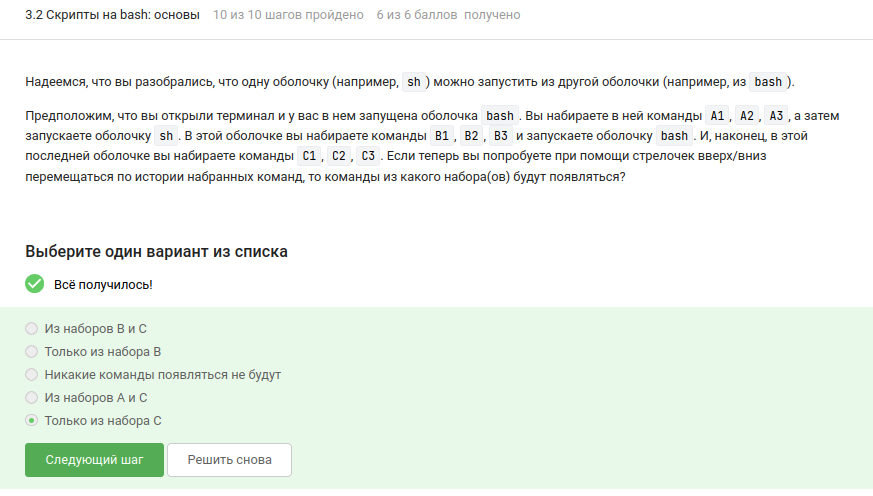 3.2 Скрипты на bash: основы 10 из 10 шагов пройдено 6 из 6 баллов получено
Надеемся, что вы разобрались, что одну оболочку (например, sh ) можно запустить из другой оболочки (например, из bash ).
Предположим, что вы открыли терминал и у вас в нем запущена оболочка bash . Вы набираете в ней команды A1 , A2 , A3 , а затем
запускаете оболочку sh . В этой оболочке вы набираете команды B1 , B2 , B3 и запускаете оболочку bash . И, наконец, в этой
последней оболочке вы набираете команды C1 , C2 , C3 . Если теперь вы попробуете при помощи стрелочек вверх/вниз
перемещаться по истории набранных команд, то команды из какого набора(ов) будут появляться?
Выберите один вариант из списка
Всё получилось!
Из наборов B и C
Только из набора B
Никакие команды появляться не будут
Из наборов A и C
Только из набора C
Следующий шаг Решить снова